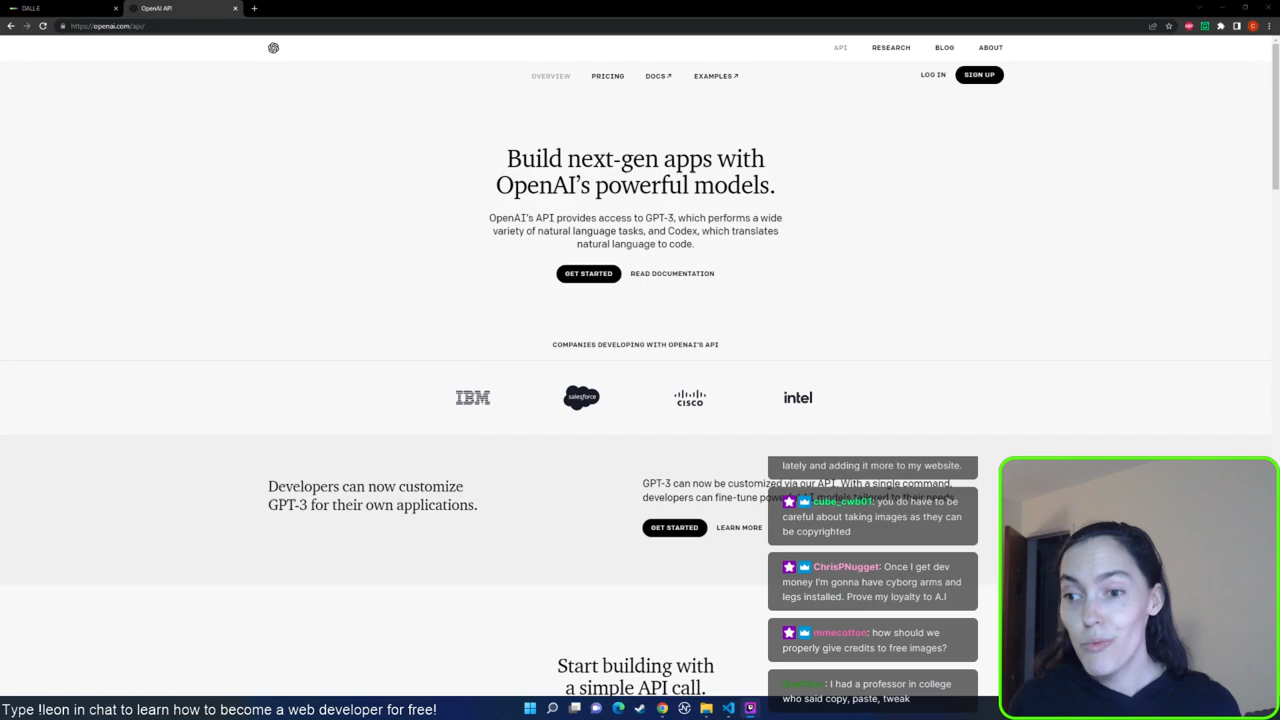 DALL·E
OpenAI API
https://openai.com/api/
API RESEARCH BLOG ABOUT
OVERVIEW PRICING DOCS↗ EXAMPLES↗ LOG IN SIGN UP
Build next-gen apps with
OpenAI’s powerful models.
OpenAI’s API provides access to GPT-3, which performs a wide
variety of natural language tasks, and Codex, which translates
natural language to code.
GET STARTED READ DOCUMENTATION
COMPANIES DEVELOPING WITH OPENAI’S API
IBM salesforce CISCO intel
Developers can now customize
GPT-3 for their own applications.
GPT-3 can now be customized via our API. With a single command,
developers can fine-tune powerful AI models tailored to their needs.
GET STARTED LEARN MORE
Start building with
a simple API call.
lately and adding it more to my website.
cube_cwb01: you do have to be
careful about taking images as they can
be copyrighted
ChrisPNugget: Once I get dev
money I'm gonna have cyborg arms and
legs installed. Prove my loyalty to A.I
mmecotton: how should we
properly give credits to free images?
: I had a professor in college
who said copy, paste, tweak
Type !leon in chat to learn how to become a web developer for free!